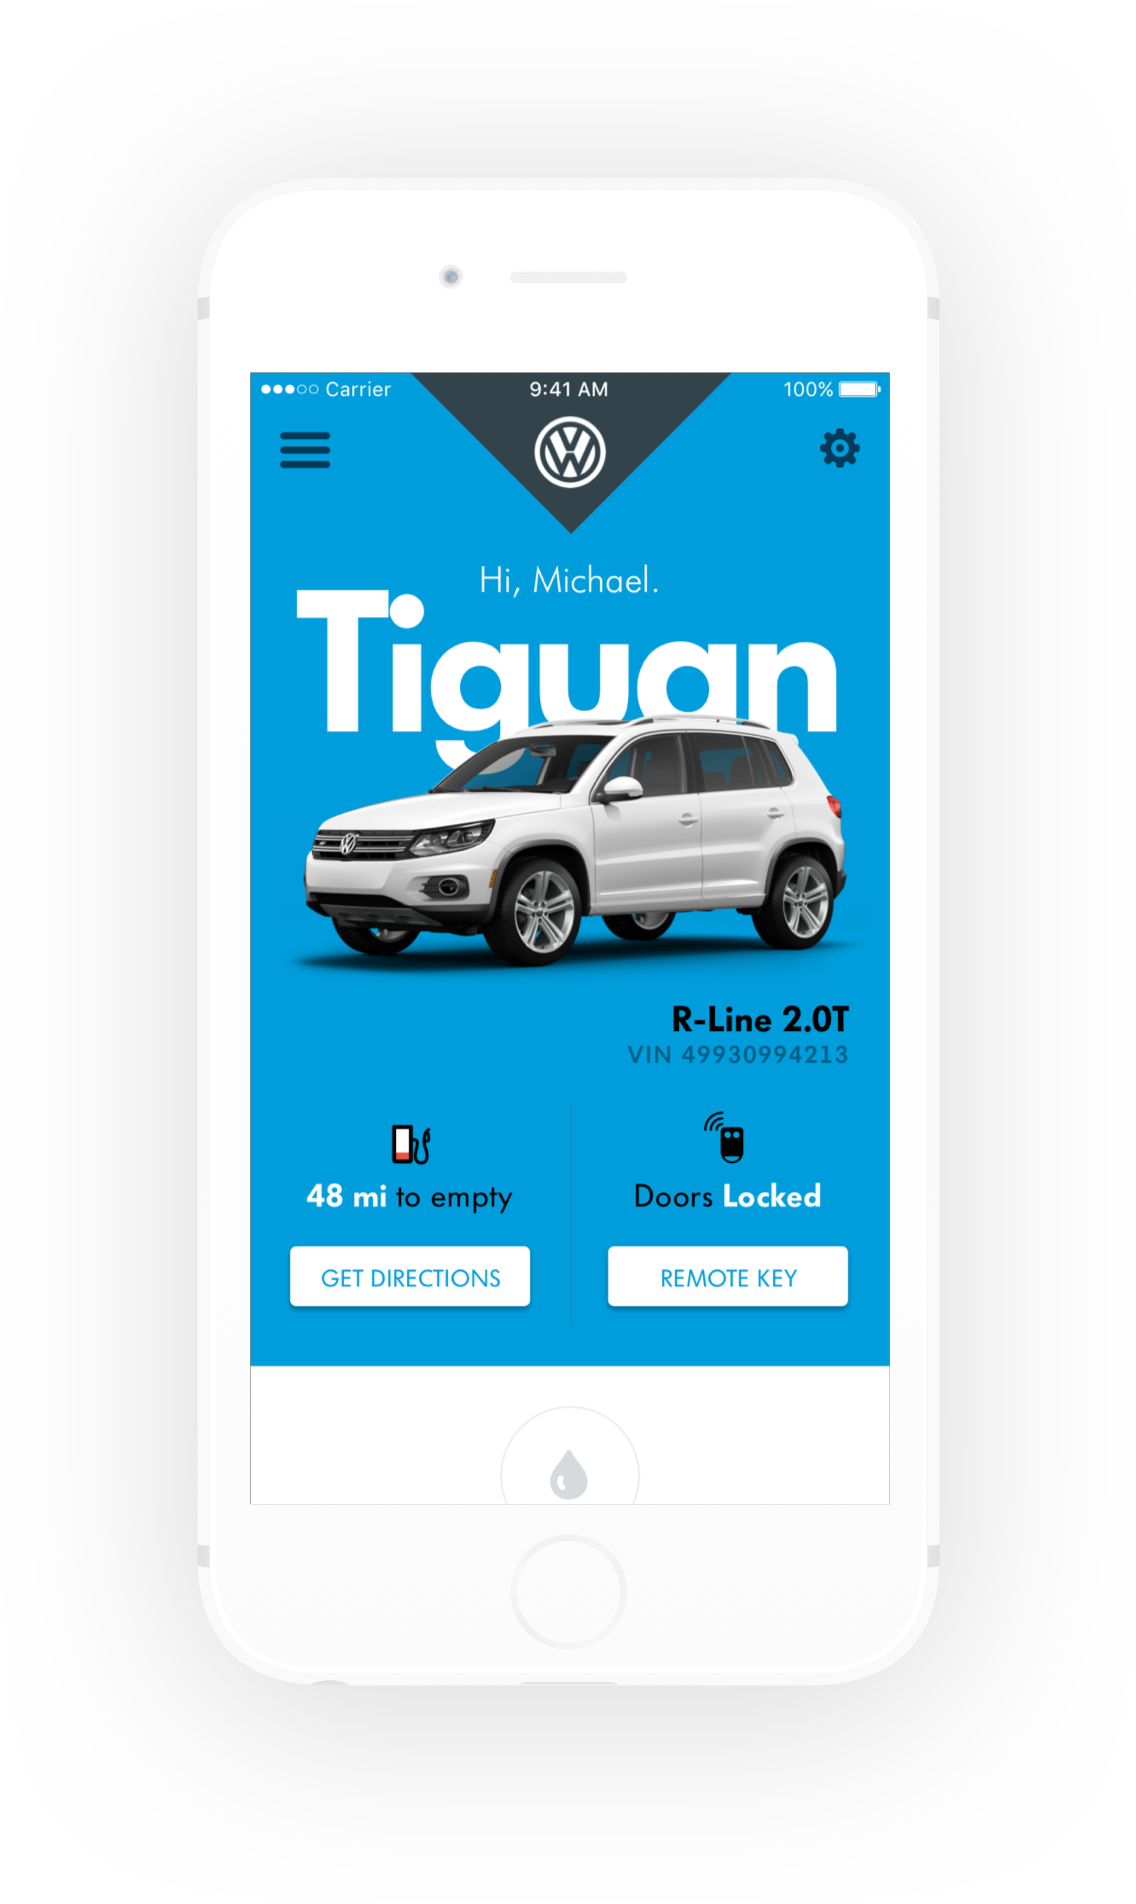 Carrier 9:41 AM 100%
Hi, Michael.
Tiguan
R-Line 2.0T
VIN 49930994213
48 mi to empty
Doors Locked
GET DIRECTIONS
REMOTE KEY